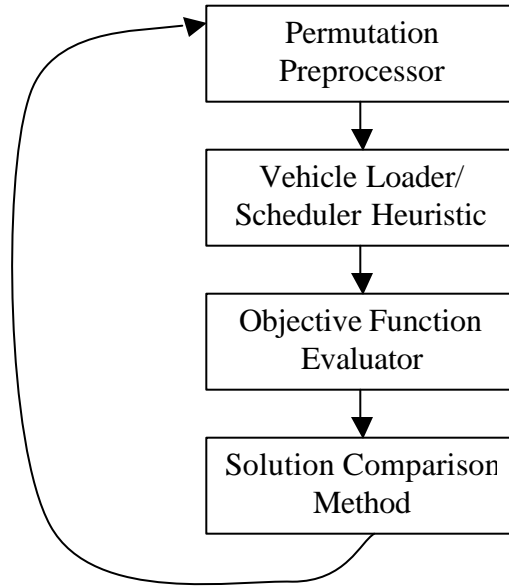 Permutation
Preprocessor
Vehicle Loader/
Scheduler Heuristic
Objective Function
Evaluator
Solution Comparison
Method